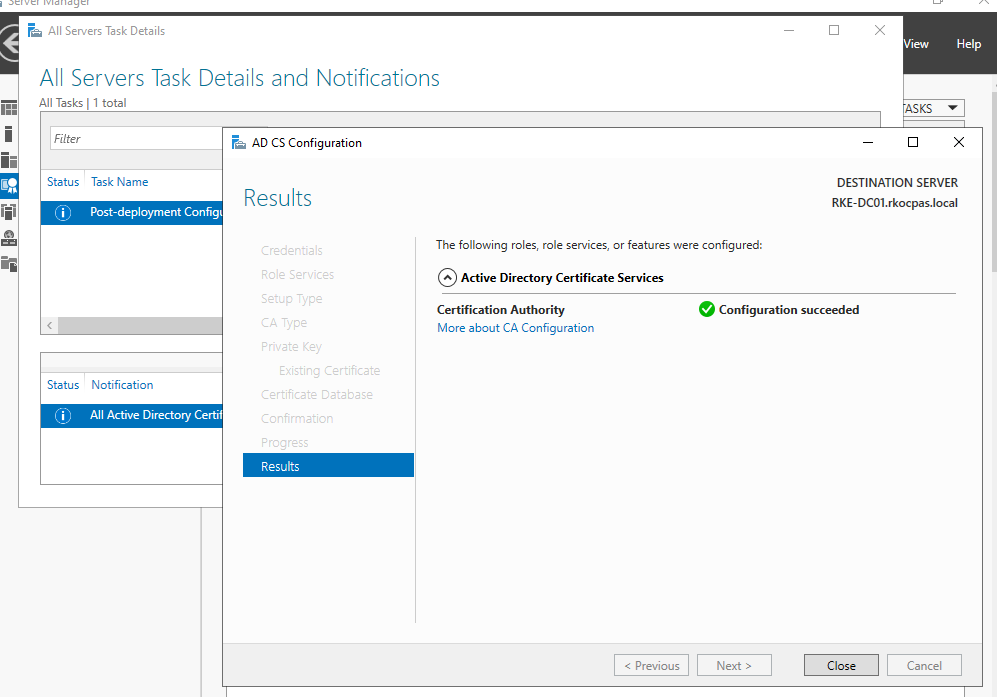 Server Manager
All Servers Task Details
View
Help
All Servers Task Details and Notifications
All Tasks | 1 total
TASKS
Filter
Status
Task Name
Post-deployment Configu
Status
Notification
All Active Directory Certif
AD CS Configuration
Results
DESTINATION SERVER
RKE-DC01.rkocpas.local
Credentials
Role Services
Setup Type
CA Type
Private Key
Existing Certificate
Certificate Database
Confirmation
Progress
Results
The following roles, role services, or features were configured:
Active Directory Certificate Services
Certification Authority
Configuration succeeded
More about CA Configuration
< Previous
Next >
Close
Cancel